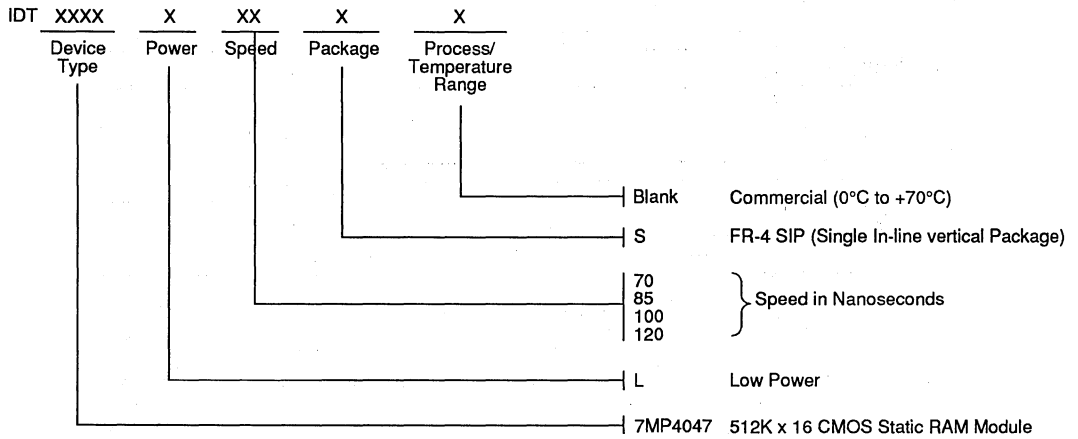 IDT XXXX X XX X X
Device Type Power Speed Package Process/ Temperature Range
Blank Commercial (0°C to +70°C)
S FR-4 SIP (Single In-line vertical Package)
70
85
100
120
Speed in Nanoseconds
L Low Power
7MP4047 512K x 16 CMOS Static RAM Module